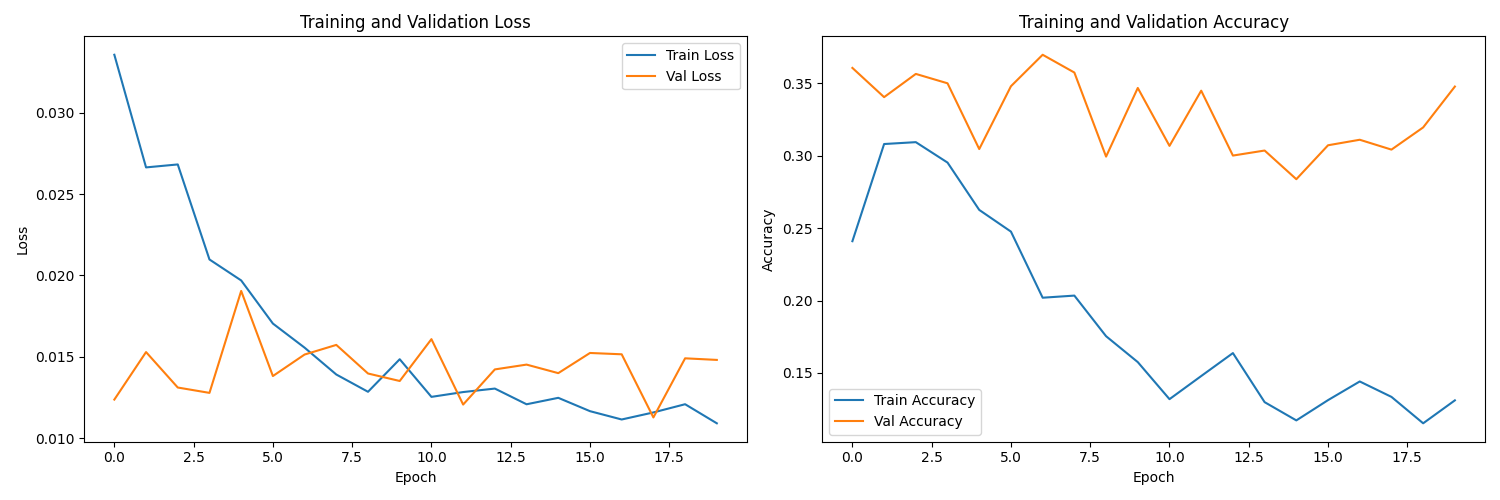 Training and Validation Loss
Train Loss
Val Loss
0.030
0.025
0.020
0.015
0.010
Loss
0.0 2.5 5.0 7.5 10.0 12.5 15.0 17.5
Epoch
Training and Validation Accuracy
0.35
0.30
0.25
0.20
0.15
Accuracy
Train Accuracy
Val Accuracy
0.0 2.5 5.0 7.5 10.0 12.5 15.0 17.5
Epoch